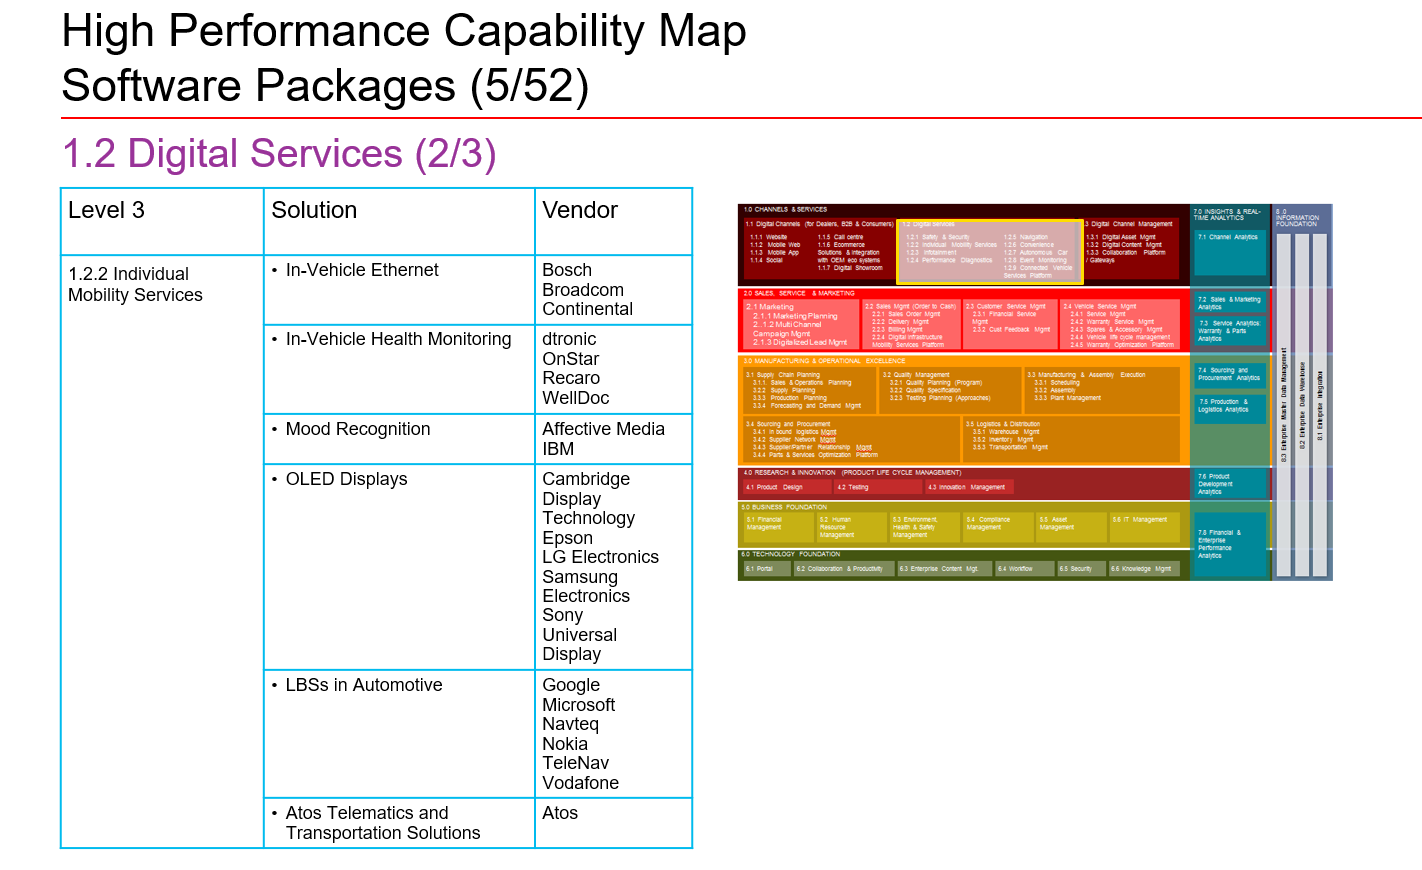 High Performance Capability Map
Software Packages (5/52)
1.2 Digital Services (2/3)
Level 3
Solution
Vendor
1.2.2 Individual
Mobility Services
• In-Vehicle Ethernet
Bosch
Broadcom
Continental
• In-Vehicle Health Monitoring
dtronic
OnStar
Recaro
WellDoc
• Mood Recognition
Affective Media
IBM
• OLED Displays
Cambridge
Display
Technology
Epson
LG Electronics
Samsung
Electronics
Sony
Universal
Display
• LBSs in Automotive
Google
Microsoft
Navteq
Nokia
TeleNav
Vodafone
• Atos Telematics and
Transportation Solutions
Atos
1.0 CHANNELS & SERVICES
1.1 Digital Channels (for Dealers, B2B & Consumers)
1.1.1 Website
1.1.2 Mobile Web
1.1.3 Mobile App
1.1.4 Social
1.1.5 Call centre
1.1.6 Ecommerce
Solutions & Integration
with OEM eco systems
1.1.7 Digital Showroom
1.2 Digital Services
1.2.1 Safety & Security
1.2.2 Individual Mobility Services
1.2.3 Infotainment
1.2.4 Performance Diagnostics
1.2.5 Navigation
1.2.6 Convenience
1.2.7 Autonomous Car
1.2.8 Event Monitoring
1.2.9 Connected Vehicle
Services Platform
.3 Digital Channel Management
1.3.1 Digital Asset Mgmt
1.3.2 Digital Content Mgmt
1.3.3 Collaboration Platform
/ Gateways
2.0 SALES, SERVICE & MARKETING
2.1 Marketing
2.1.1 Marketing Planning
2. 1.2 Multi Channel
Campaign Mgmt
2.1.3 Digitalized Lead Mgmt
2.2 Sales Mgmt (Order to Cash)
2.2.1 Sales Order Mgmt
2.2.2 Delivery Mgmt
2.2.3 Billing Mgmt
2.2.4 Digital Infrastructure
Mobility Services Platform
2.3 Customer Service Mgmt
2.3.1 Financial Service
Mgmt
2.3.2 Cust Feedback Mgmt
2.4 Vehicle Service Mgmt
2.4.1 Service Mgmt
2.4.2 Warranty Service Mgmt
2.4.3 Spares & Accessory Mgmt
2.4.4 Vehicle life cycle management
2.4.5 Warranty Optimization Platform
3.0 MANUFACTURING & OPERATIONAL EXCELLENCE
3.1 Supply Chain Planning
3.1.1. Sales & Operations Planning
3.2.2 Supply Planning
3.3.3 Production Planning
3.3.4 Forecasting and Demand Mgmt
3.2 Quality Management
3.2.1 Quality Planning (Program)
3.2.2 Quality Specification
3.2.3 Testing Planning (Approaches)
3.3 Manufacturing & Assembly Execution
3.3.1 Scheduling
3.3.2 Assembly
3.3.3 Plant Management
3.4 Sourcing and Procurement
3.4.1 In bound logistics Mgmt
3.4.2 Supplier Network Mgmt
3.4.3 Supplier/Partner Relationship Mgmt
3.4.4 Parts & Services Optimization Platform
3.5 Logistics & Distribution
3.5.1 Warehouse Mgmt
3.5.2 Inventory Mgmt
3.5.3 Transportation Mgmt
4.0 RESEARCH & INNOVATION (PRODUCT LIFE CYCLE MANAGEMENT)
4.1 Product Design
4.2 Testing
4.3 Innovation Management
5.0 BUSINESS FOUNDATION
5.1 Financial
Management
5.2 Human
Resource
Management
5.3 Environment,
Health & Safety
Management
5.4 Compliance
Management
5.5 Asset
Management
5.6 IT Management
6.0 TECHNOLOGY FOUNDATION
6.1 Portal
6.2 Collaboration & Productivity
6.3 Enterprise Content Mgt.
6.4 Workflow
6.5 Security
6.6 Knowledge Mgmt
7.0 INSIGHTS & REAL-
TIME ANALYTICS
7.1 Channel Analytics
7.2 Sales & Marketing
Analytics
7.3 Service Analytics:
Warranty & Parts
Analytics
7.4 Sourcing and
Procurement Analytics
7.5 Production &
Logistics Analytics
7.6 Product
Development
Analytics
7.8 Financial &
Enterprise
Performance
Analytics
8 .0
INFORMATION
FOUNDATION
8.3 Enterprise Master Data Management
8.2 Enterprise Data Warehouse
8.1 Enterprise Integration